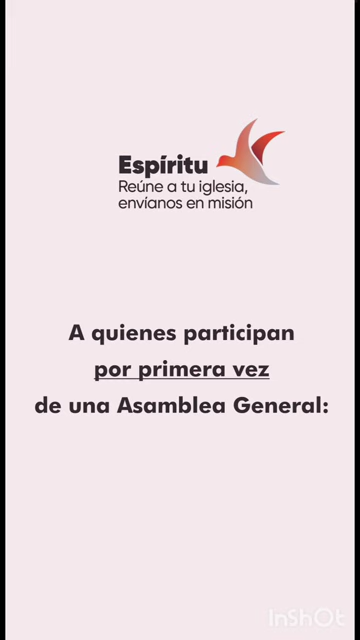 Espíritu
Reúne a tu iglesia,
envíanos en misión
A quienes participan
por primera vez
de una Asamblea General:
InShOt